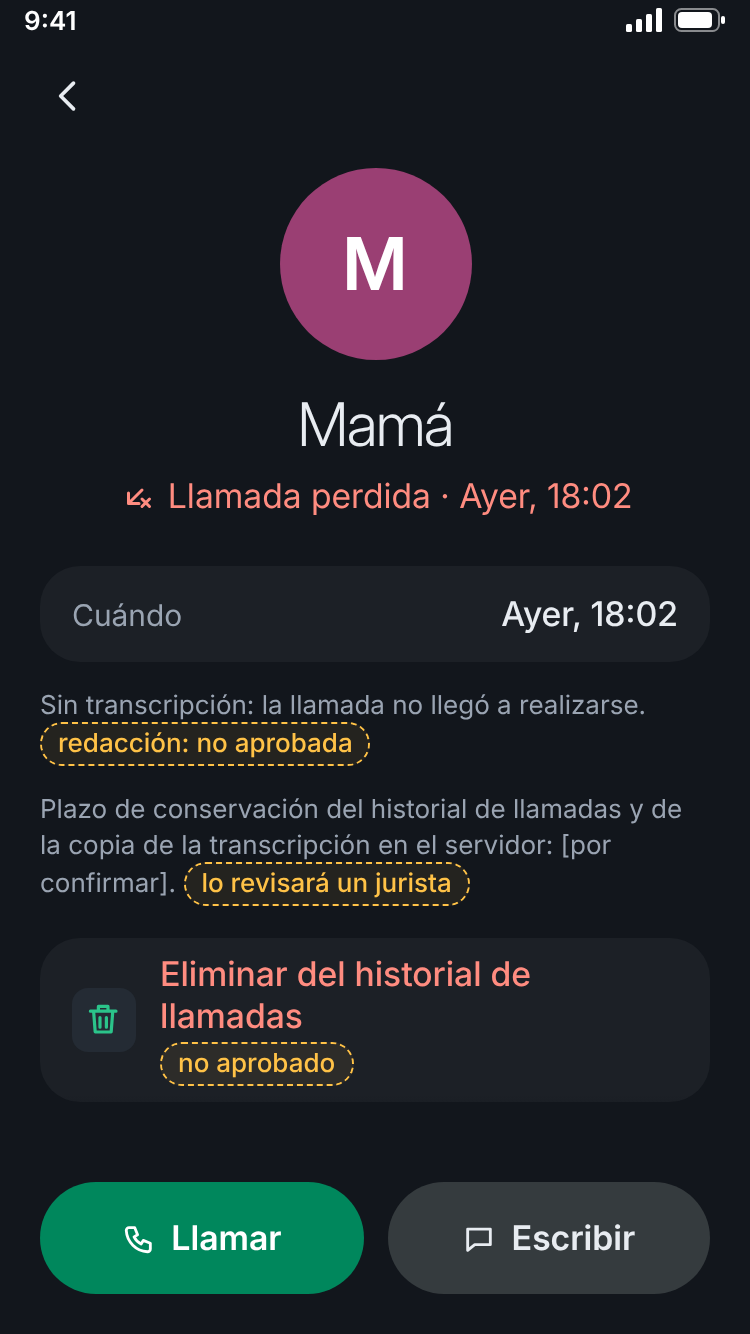 9:41
M
Mamá
Llamada perdida · Ayer, 18:02
Cuándo
Ayer, 18:02
Sin transcripción: la llamada no llegó a realizarse.
redacción: no aprobada
Plazo de conservación del historial de llamadas y de
la copia de la transcripción en el servidor: [por
confirmar]. lo revisará un jurista
Eliminar del historial de
llamadas
no aprobado
Llamar
Escribir